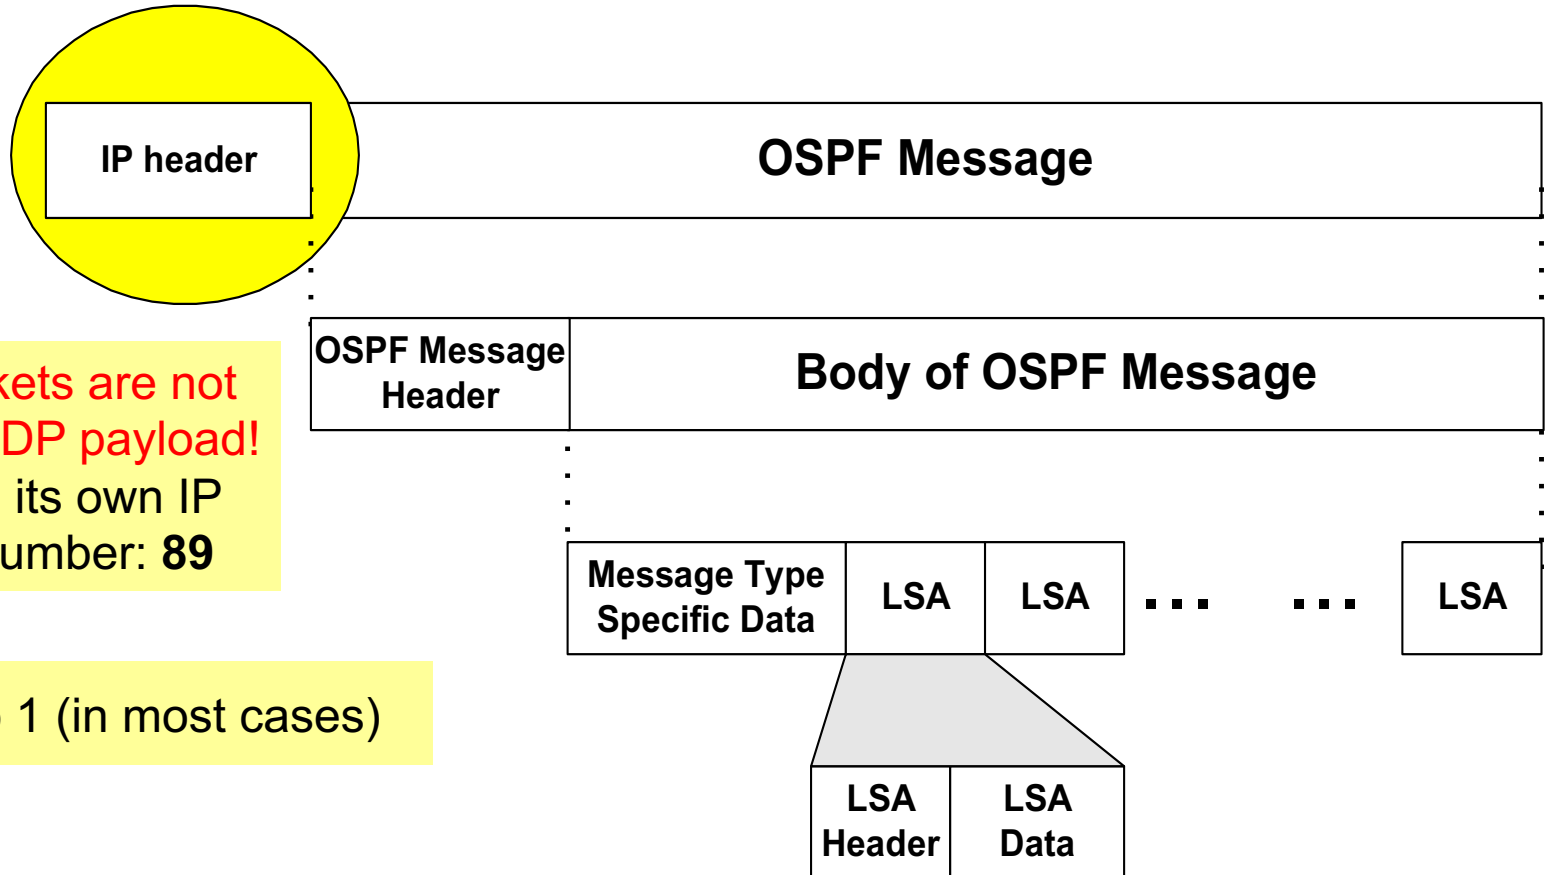 IP header
OSPF Message
OSPF Message
Header
Body of OSPF Message
kets are not
DP payload!
its own IP
umber: 89
Message Type
Specific Data
LSA
LSA
... ...
LSA
1 (in most cases)
LSA
Header
LSA
Data